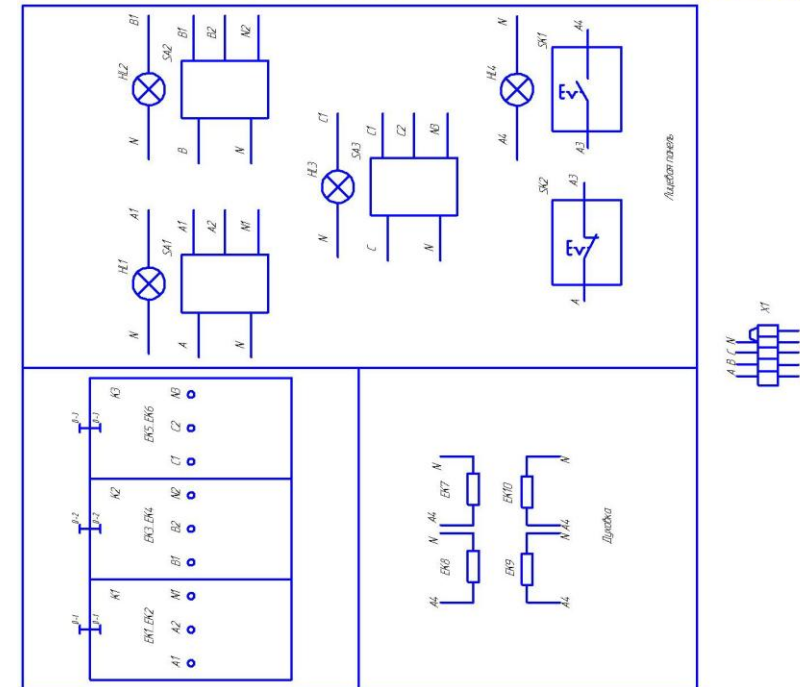 HL1
N
A1
SA1
A
N
A1
A2
N1
HL2
N
B1
SA2
B
N
B1
B2
N2
HL3
N
C1
SA3
C
N
C1
C2
N3
HL4
A4
N
SK1
A3
A4
SK2
A
A3
Лицевая панель
K1
EK1, EK2
A1
A2
N1
K2
EK3, EK4
B1
B2
N2
K3
EK5, EK6
C1
C2
N3
EK8
A4
N
EK7
A4
N
EK9
A4
N
EK10
A4
N
Духовка
X1
A
B
C
N